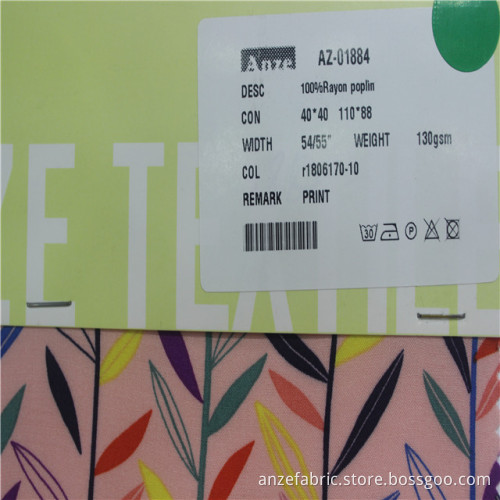 Anze AZ-01884
DESC 100%Rayon poplin
CON 40*40 110*88
WIDTH 54/55" WEIGHT 130gsm
COL r1806170-10
REMARK PRINT
30 P
ZE TEXTILE
anzefabric.store.bossgoo.com